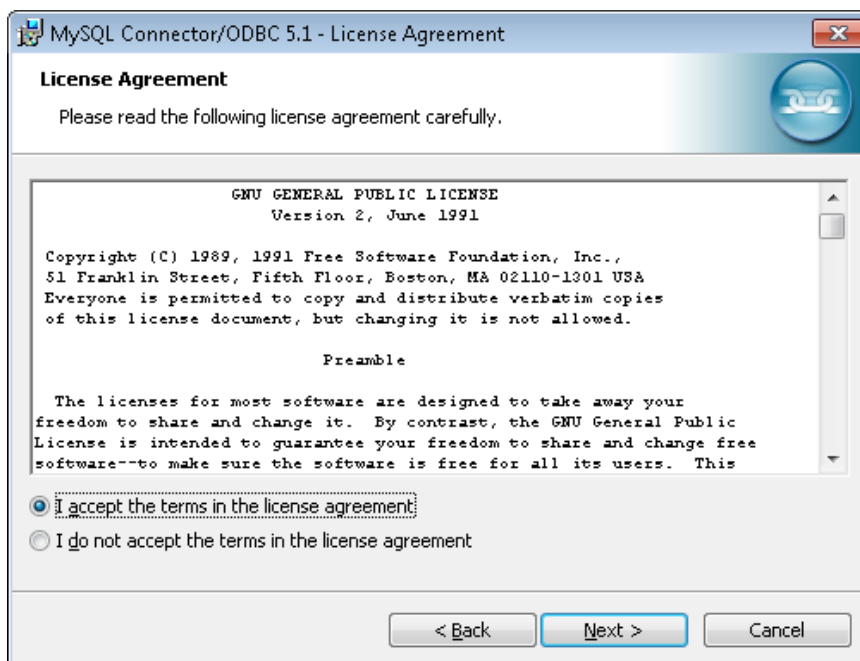 MySQL Connector/ODBC 5.1 - License Agreement
License Agreement
Please read the following license agreement carefully.
GNU GENERAL PUBLIC LICENSE
Version 2, June 1991
Copyright (C) 1989, 1991 Free Software Foundation, Inc.,
51 Franklin Street, Fifth Floor, Boston, MA 02110-1301 USA
Everyone is permitted to copy and distribute verbatim copies
of this license document, but changing it is not allowed.
Preamble
The licenses for most software are designed to take away your
freedom to share and change it. By contrast, the GNU General Public
License is intended to guarantee your freedom to share and change free
software--to make sure the software is free for all its users. This
I accept the terms in the license agreement
I do not accept the terms in the license agreement
< Back
Next >
Cancel